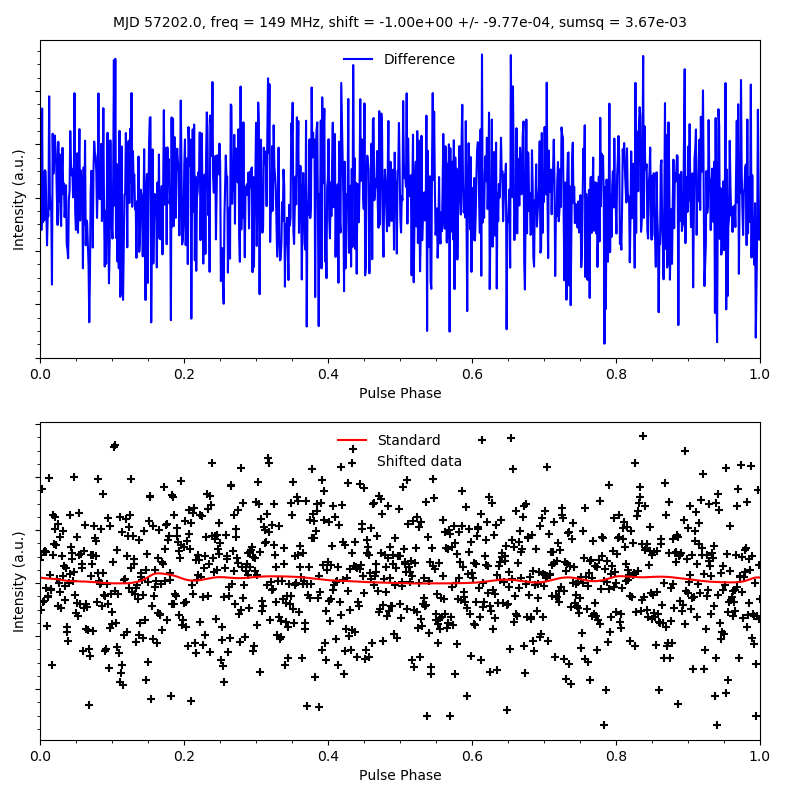 MJD 57202.0, freq = 149 MHz, shift = -1.00e+00 +/- -9.77e-04, sumsq = 3.67e-03
Difference
Intensity (a.u.)
0.0 0.2 0.4 0.6 0.8 1.0
Pulse Phase
Standard
Shifted data
Intensity (a.u.)
0.0 0.2 0.4 0.6 0.8 1.0
Pulse Phase